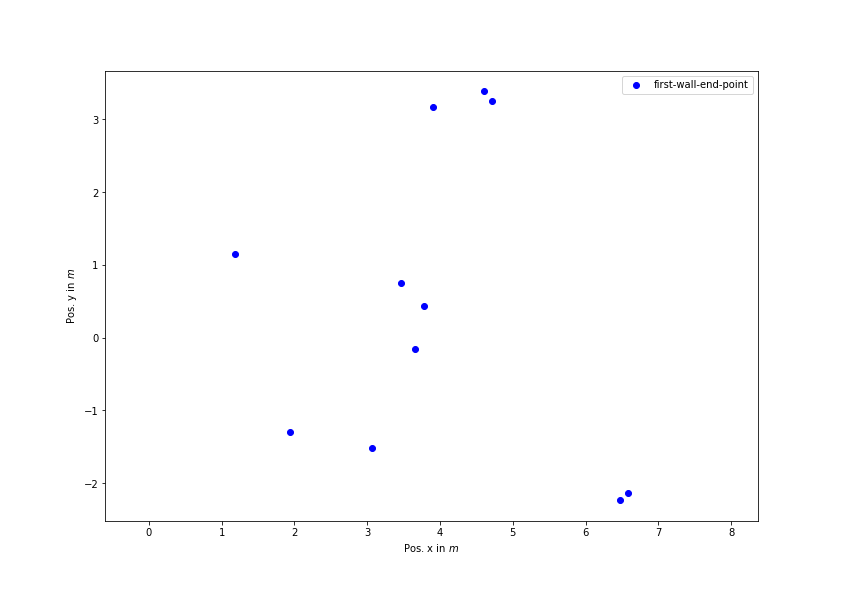 first-wall-end-point
3
2
1
0
−1
−2
Pos. y in m
0 1 2 3 4 5 6 7 8
Pos. x in m